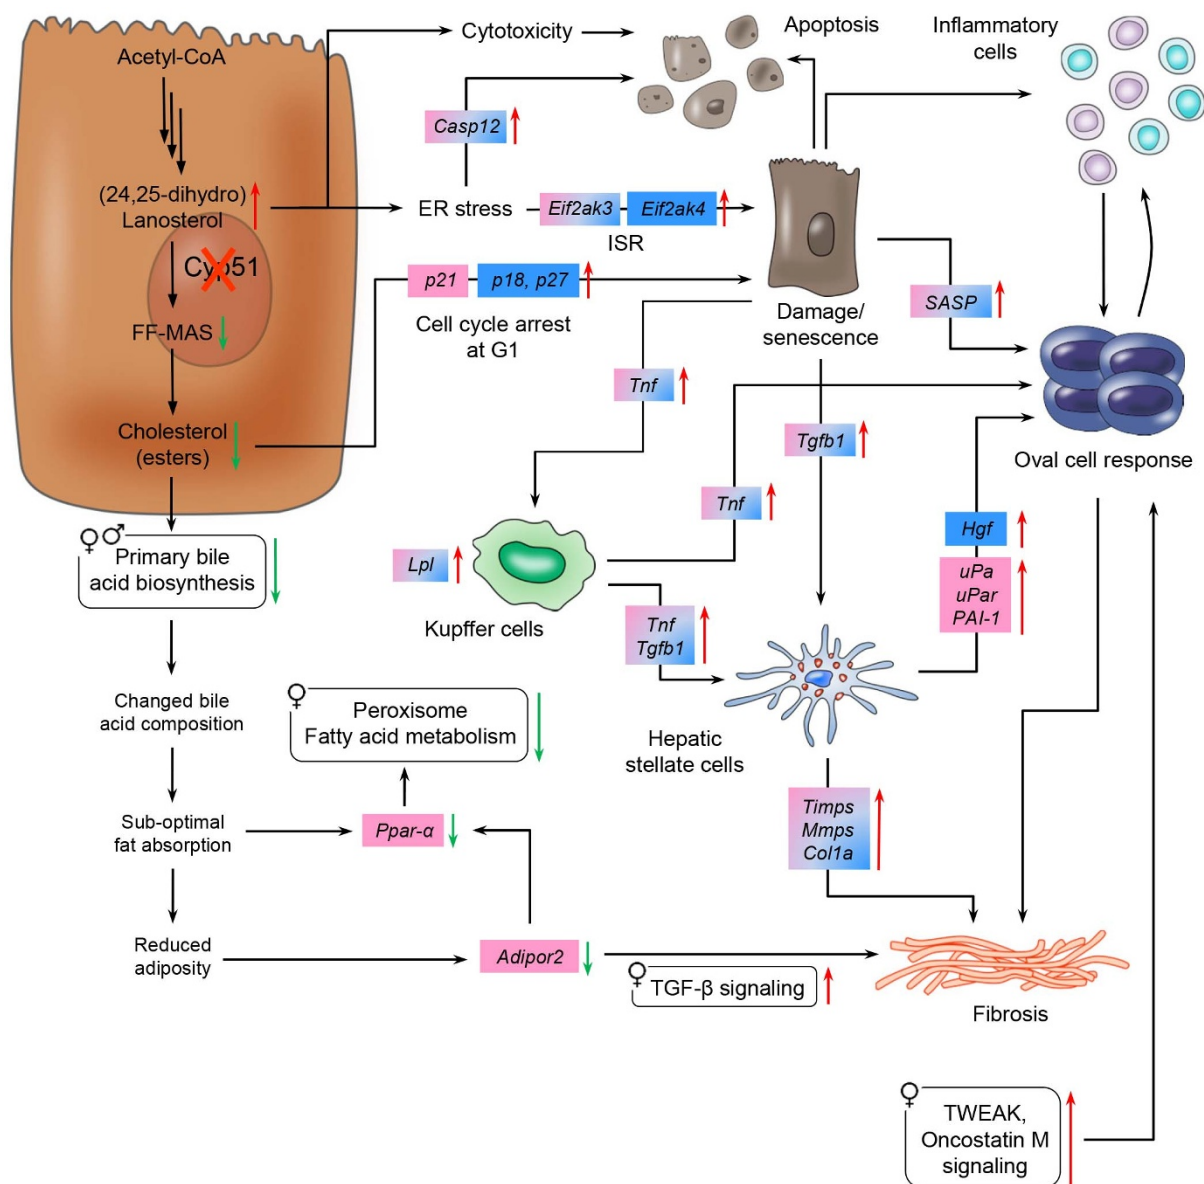 Acetyl-CoA
(24,25-dihydro)
Lanosterol
Cyp51
FF-MAS
Cholesterol
(esters)
Cytotoxicity
Apoptosis
Inflammatory
cells
Casp12
ER stress
Eif2ak3
Eif2ak4
ISR
p21
p18, p27
Cell cycle arrest
at G1
Damage/
senescence
SASP
Tnf
Tgfb1
Oval cell response
♀♂
Primary bile
acid biosynthesis
Lpl
Kupffer cells
Tnf
Tnf
Tgfb1
Hgf
uPa
uPar
PAI-1
Changed bile
acid composition
♀
Peroxisome
Fatty acid metabolism
Hepatic
stellate cells
Sub-optimal
fat absorption
Ppar-α
Timps
Mmps
Col1a
Reduced
adiposity
Adipor2
♀
TGF-β signaling
Fibrosis
♀
TWEAK,
Oncostatin M
signaling